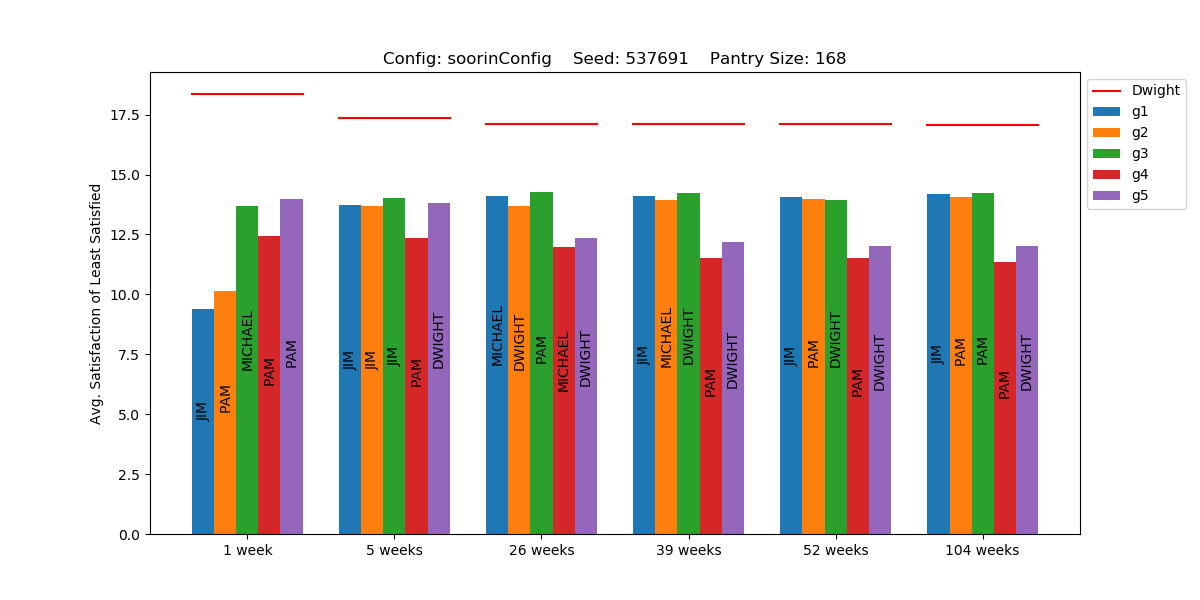 Config: soorinConfig    Seed: 537691    Pantry Size: 168
Avg. Satisfaction of Least Satisfied
17.5
15.0
12.5
10.0
7.5
5.0
2.5
0.0
JIM
PAM
MICHAEL
PAM
PAM
JIM
JIM
JIM
PAM
DWIGHT
MICHAEL
DWIGHT
PAM
MICHAEL
DWIGHT
JIM
MICHAEL
DWIGHT
PAM
DWIGHT
JIM
PAM
DWIGHT
PAM
DWIGHT
JIM
PAM
PAM
PAM
DWIGHT
1 week
5 weeks
26 weeks
39 weeks
52 weeks
104 weeks
Dwight
g1
g2
g3
g4
g5